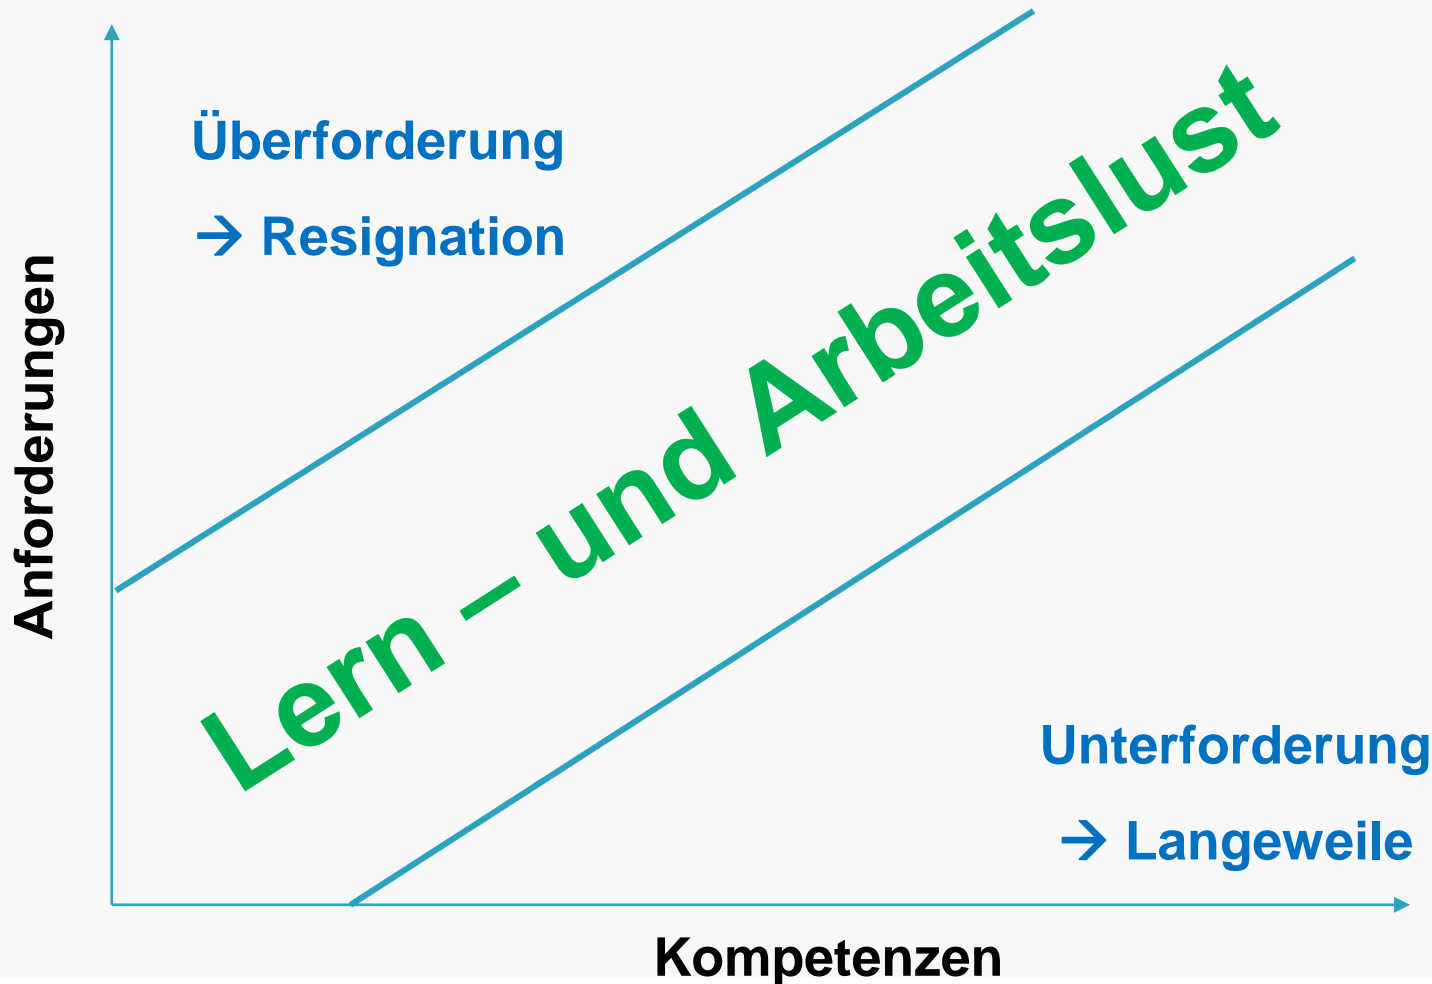 Überforderung
→ Resignation
Anforderungen
Lern – und Arbeitslust
Unterforderung
→ Langeweile
Kompetenzen